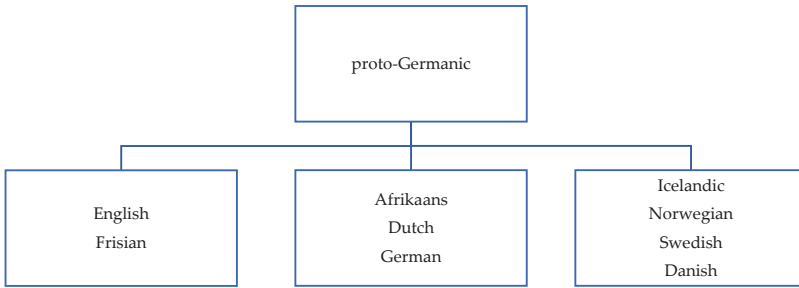 proto-Germanic
English
Frisian
Afrikaans
Dutch
German
Icelandic
Norwegian
Swedish
Danish